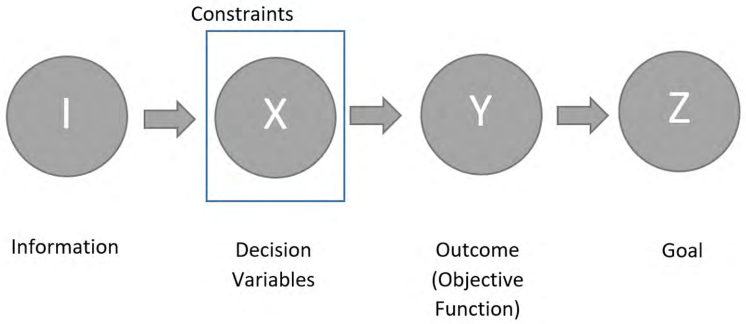 Constraints
I
X
Y
Z
Information
Decision
Variables
Outcome
(Objective
Function)
Goal